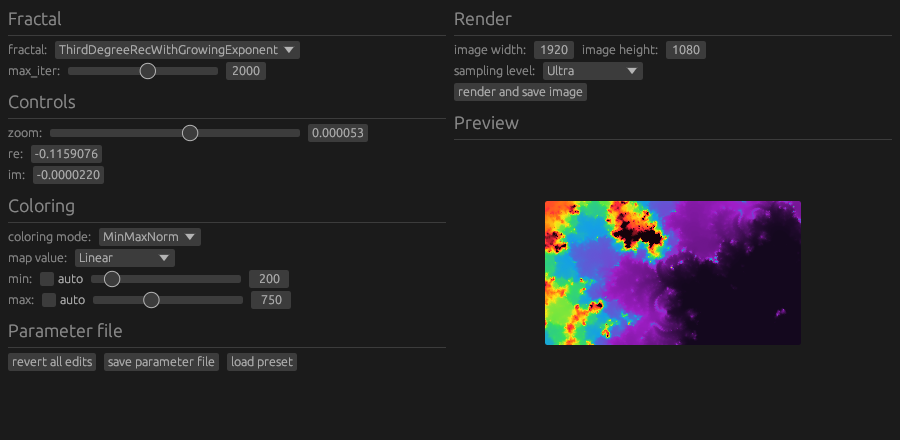 Fractal
fractal: ThirdDegreeRecWithGrowingExponent
max_iter: 2000
Controls
zoom: 0.000053
re: -0.1159076
im: -0.0000220
Coloring
coloring mode: MinMaxNorm
map value: Linear
min: auto 200
max: auto 750
Parameter file
revert all edits save parameter file load preset
Render
image width: 1920 image height: 1080
sampling level: Ultra
render and save image
Preview